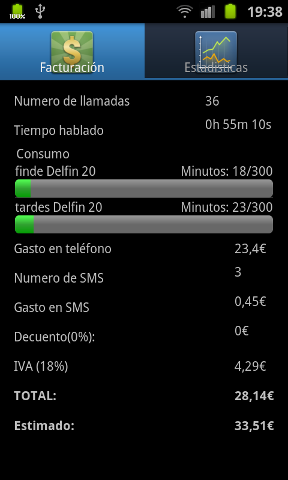 100%
19:38
Facturación
Estadísticas
Numero de llamadas 36
Tiempo hablado 0h 55m 10s
Consumo
finde Delfin 20 Minutos: 18/300
tardes Delfin 20 Minutos: 23/300
Gasto en teléfono 23,4€
Numero de SMS 3
Gasto en SMS 0,45€
Decuento(0%): 0€
IVA (18%) 4,29€
TOTAL: 28,14€
Estimado: 33,51€